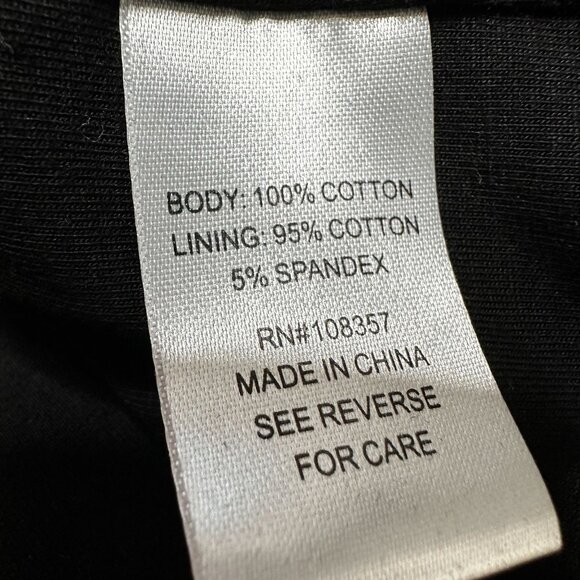 BODY: 100% COTTON
LINING: 95% COTTON
5% SPANDEX
RN#108357
MADE IN CHINA
SEE REVERSE
FOR CARE